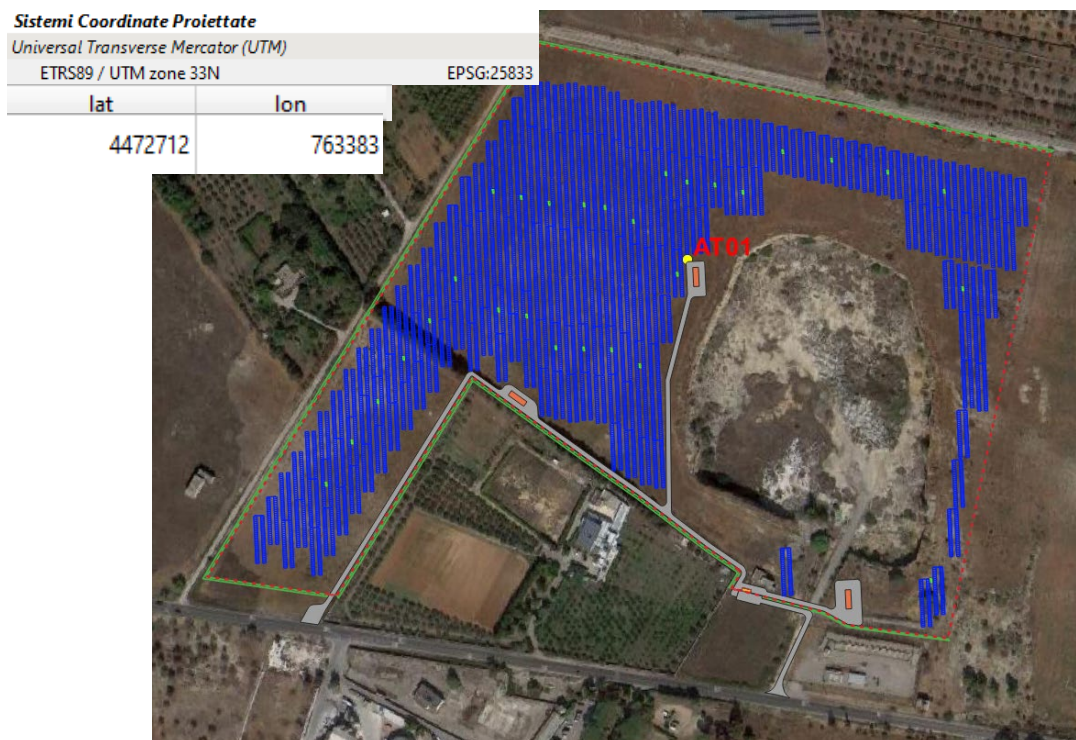 Sistemi Coordinate Proiettate
Universal Transverse Mercator (UTM)
ETRS89 / UTM zone 33N EPSG:25833
lat lon
4472712 763383
AT01